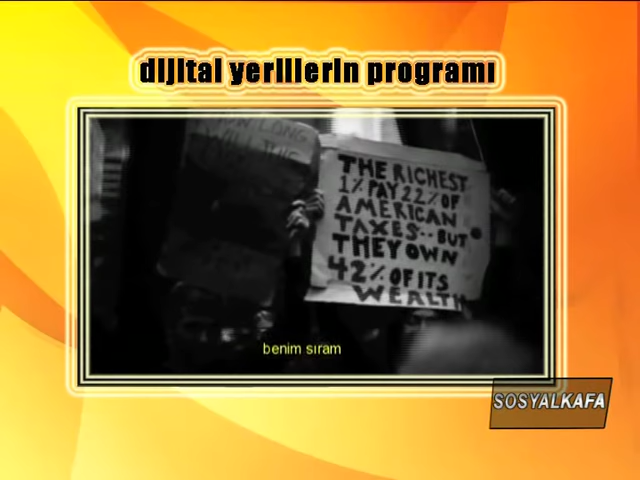 dijital yerlilerin programı
LONG
THE RICHEST
1% PAY 22% OF
AMERICAN
TAXES--BUT
THEY OWN
42% OF ITS
WEALTH
benim sıram
SOSYALKAFA